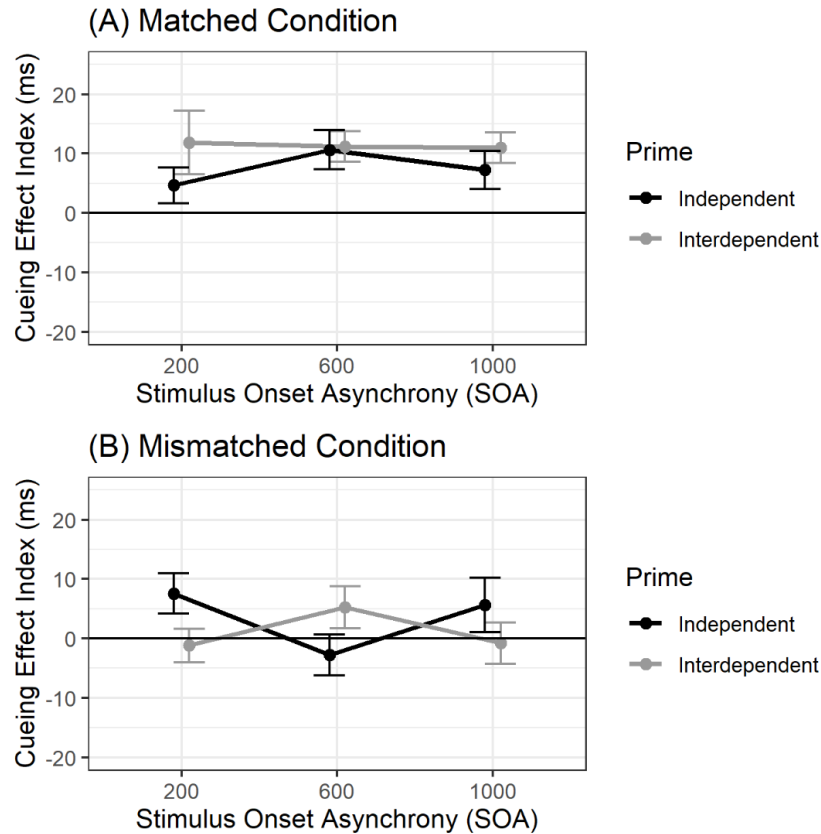 (A) Matched Condition
Cueing Effect Index (ms)
20
10
0
-10
-20
200 600 1000
Stimulus Onset Asynchrony (SOA)
Prime
Independent
Interdependent
(B) Mismatched Condition
Cueing Effect Index (ms)
20
10
0
-10
-20
200 600 1000
Stimulus Onset Asynchrony (SOA)
Prime
Independent
Interdependent